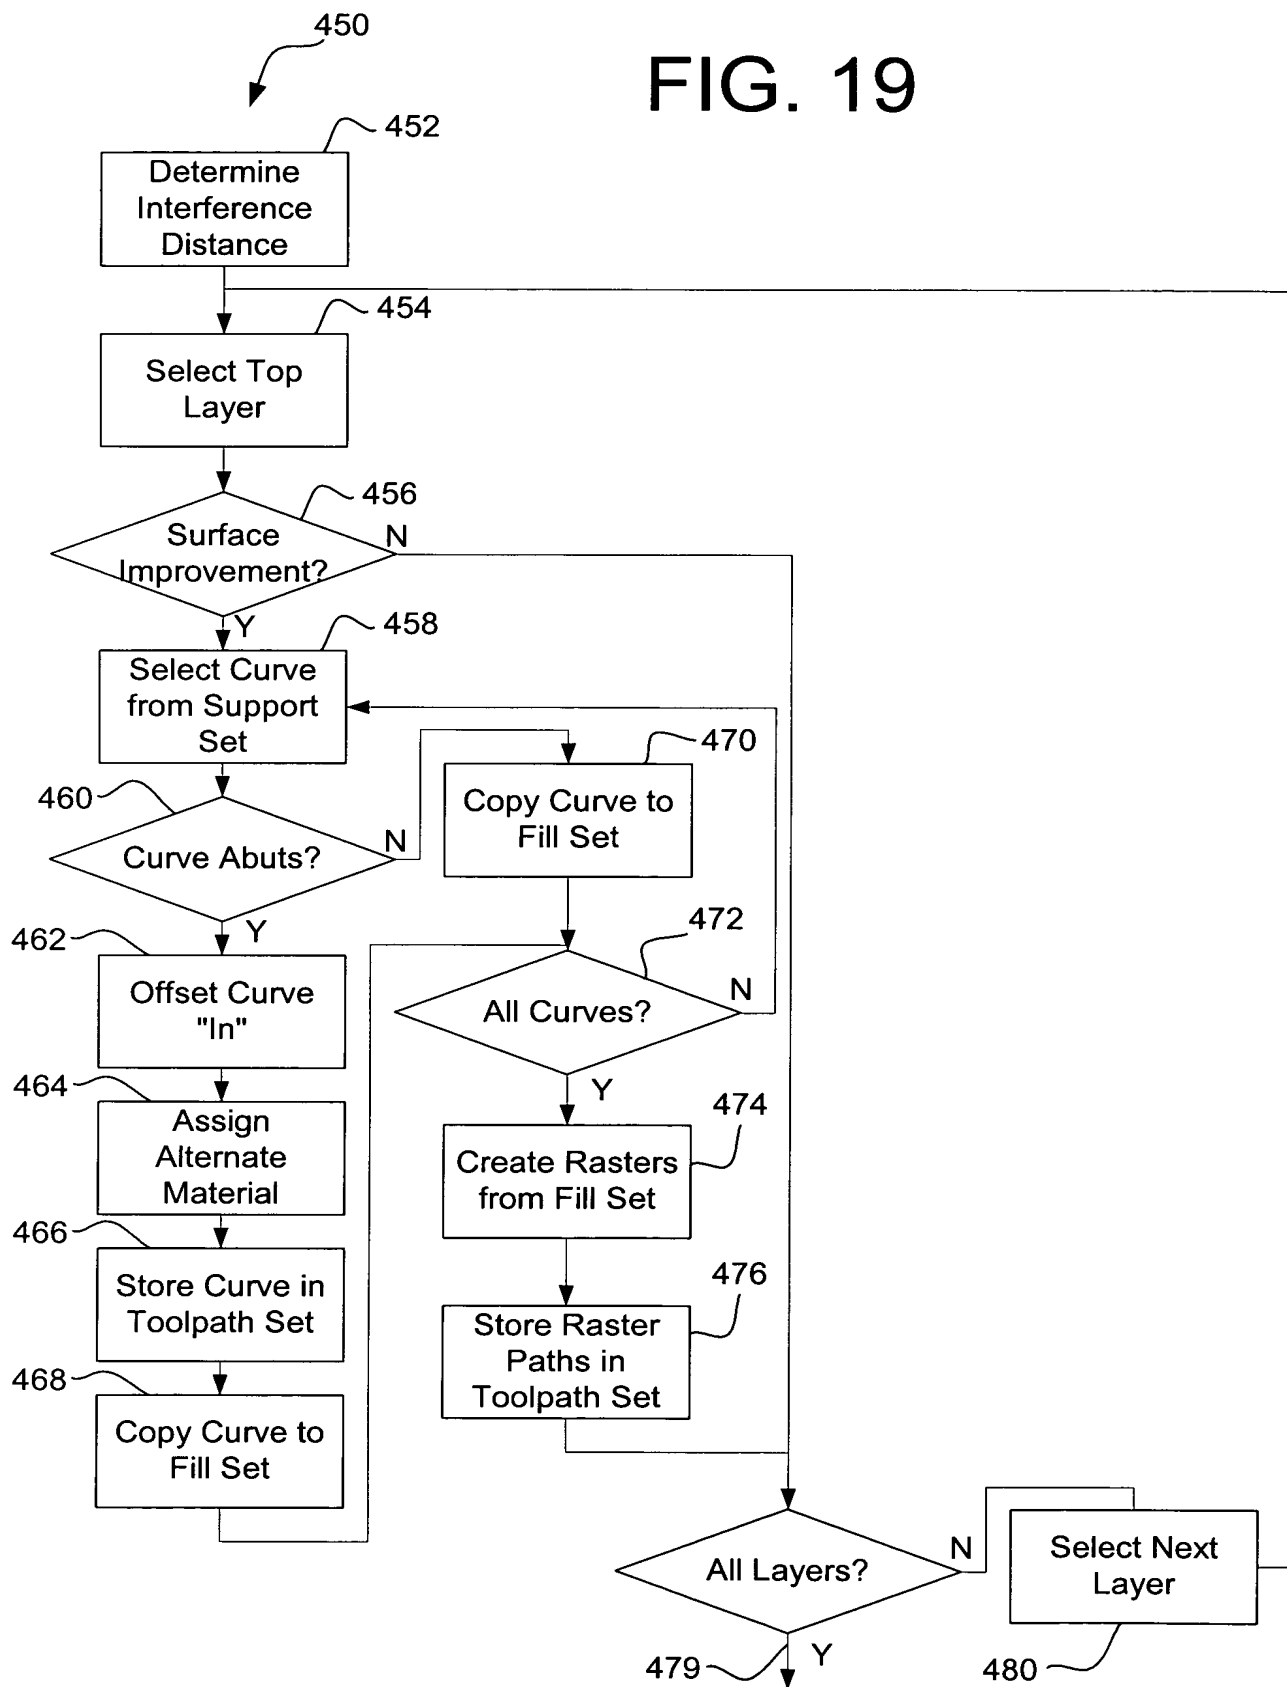 450
FIG. 19
452
Determine
Interference
Distance
454
Select Top
Layer
456
Surface
Improvement?
N
Y
458
Select Curve
from Support
Set
460
Curve Abuts?
N
Y
470
Copy Curve to
Fill Set
462
Offset Curve
"In"
472
All Curves?
N
Y
464
Assign
Alternate
Material
474
Create Rasters
from Fill Set
466
Store Curve in
Toolpath Set
476
Store Raster
Paths in
Toolpath Set
468
Copy Curve to
Fill Set
All Layers?
N
Y
479
Select Next
Layer
480